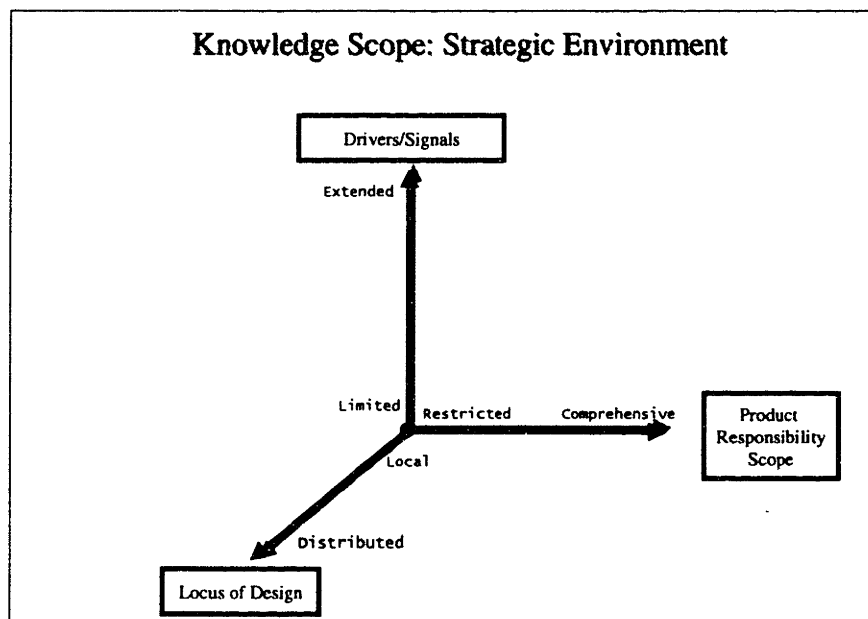 Knowledge Scope: Strategic Environment
Drivers/Signals
Extended
Limited
Restricted
Comprehensive
Product
Responsibility
Scope
Local
Distributed
Locus of Design